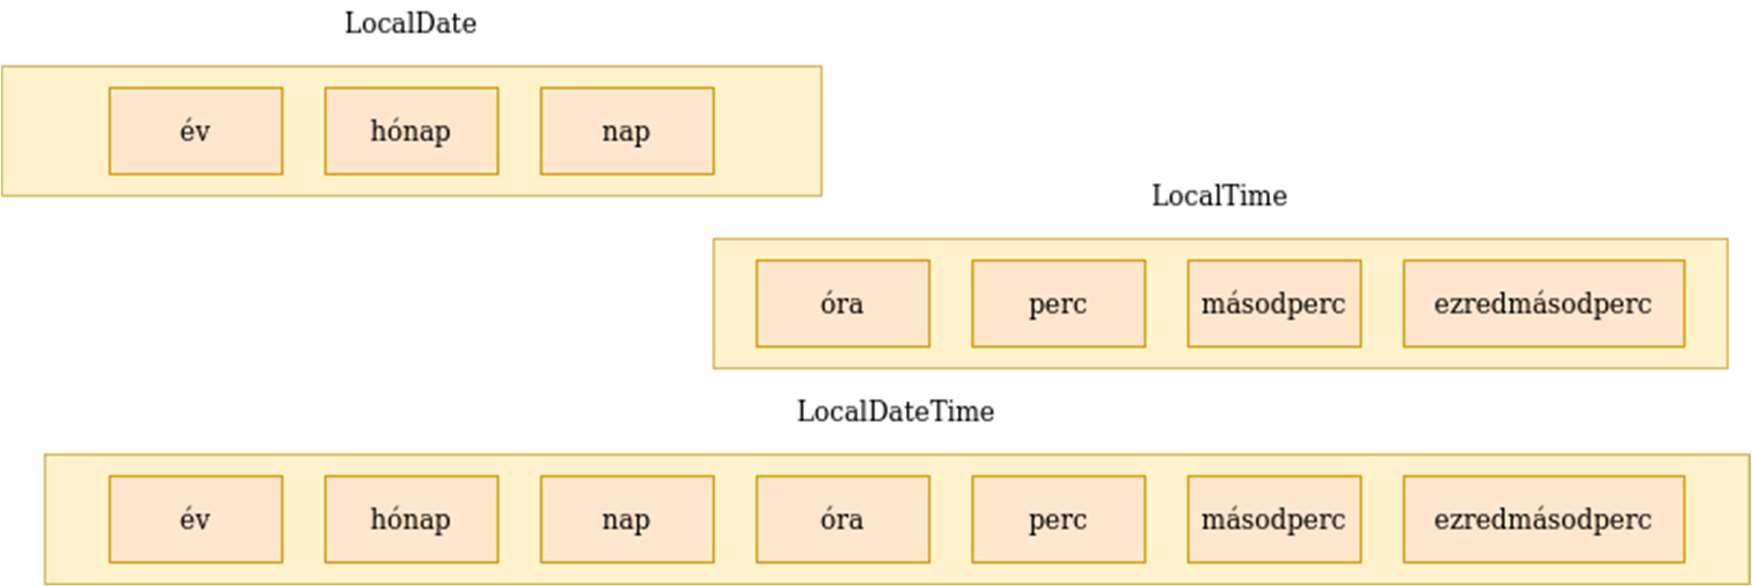 LocalDate
év hónap nap
LocalTime
óra perc másodperc ezredmásodperc
LocalDateTime
év hónap nap óra perc másodperc ezredmásodperc